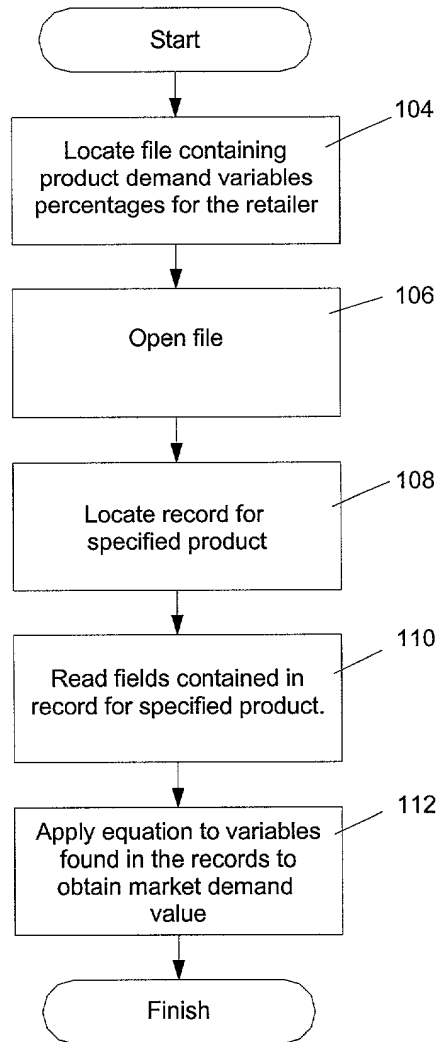 Start
104
Locate file containing
product demand variables
percentages for the retailer
106
Open file
108
Locate record for
specified product
110
Read fields contained in
record for specified product.
112
Apply equation to variables
found in the records to
obtain market demand
value
Finish